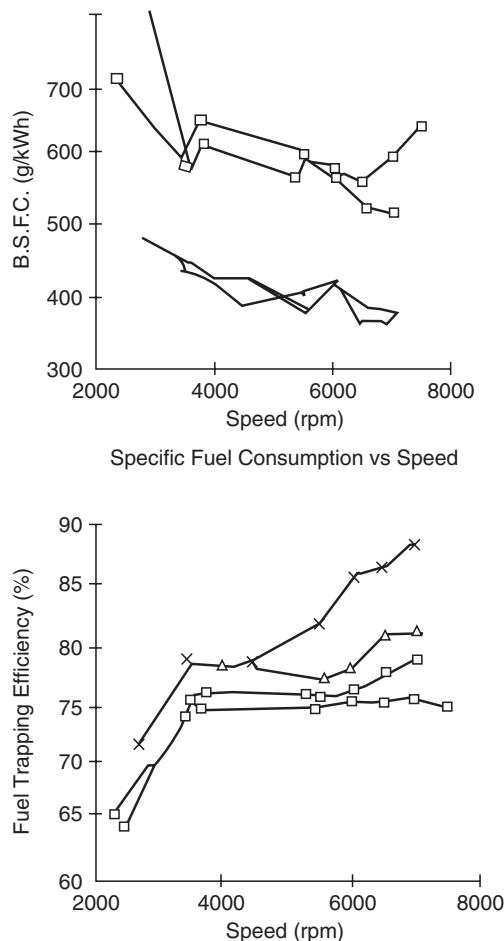 700
600
500
400
300
B.S.F.C. (g/kWh)
2000 4000 6000 8000
Speed (rpm)
Specific Fuel Consumption vs Speed
90
85
80
75
70
65
60
Fuel Trapping Efficiency (%)
2000 4000 6000 8000
Speed (rpm)